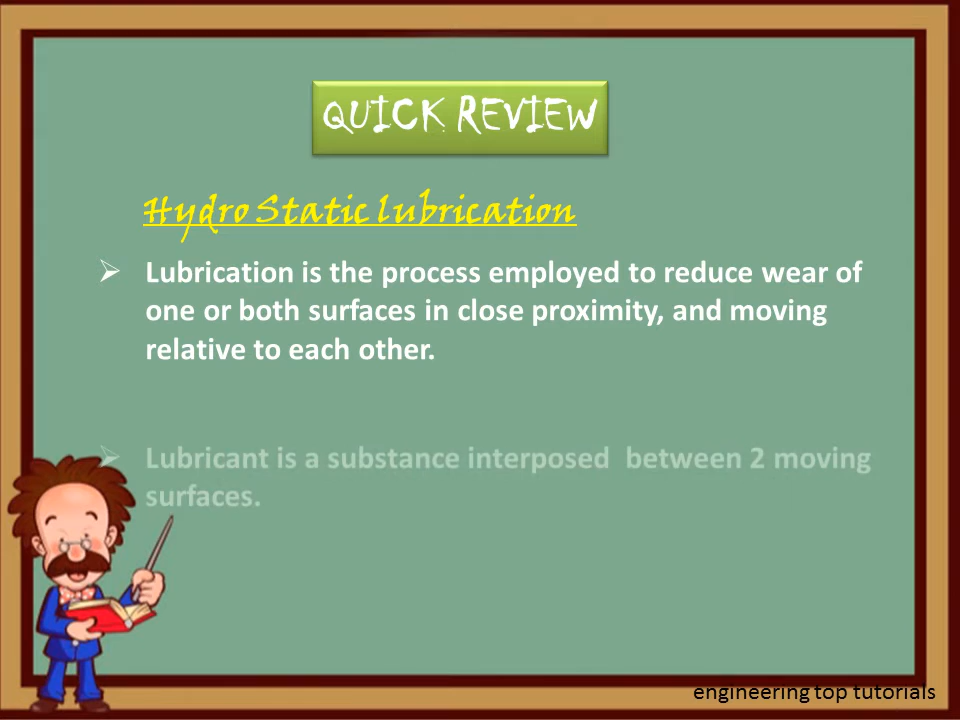 QUICK REVIEW
Hydro Static lubrication
➢ Lubrication is the process employed to reduce wear of
one or both surfaces in close proximity, and moving
relative to each other.
➢ Lubricant is a substance interposed between 2 moving
surfaces.
engineering top tutorials